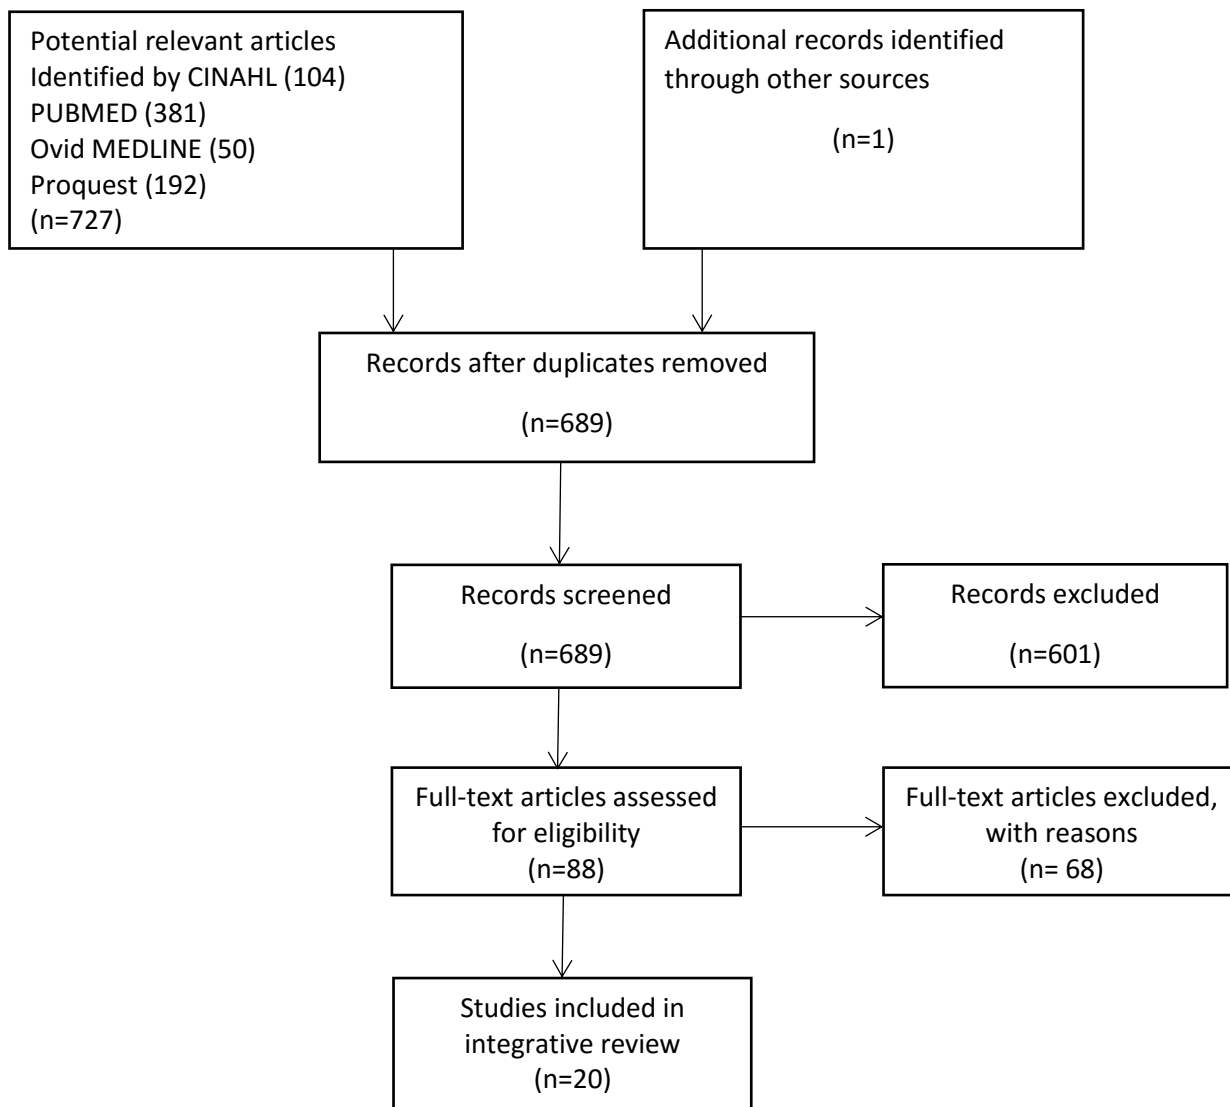 Potential relevant articles
Identified by CINAHL (104)
PUBMED (381)
Ovid MEDLINE (50)
Proquest (192)
(n=727)
Additional records identified
through other sources
(n=1)
Records after duplicates removed
(n=689)
Records screened
(n=689)
Records excluded
(n=601)
Full-text articles assessed
for eligibility
(n=88)
Full-text articles excluded,
with reasons
(n= 68)
Studies included in
integrative review
(n=20)